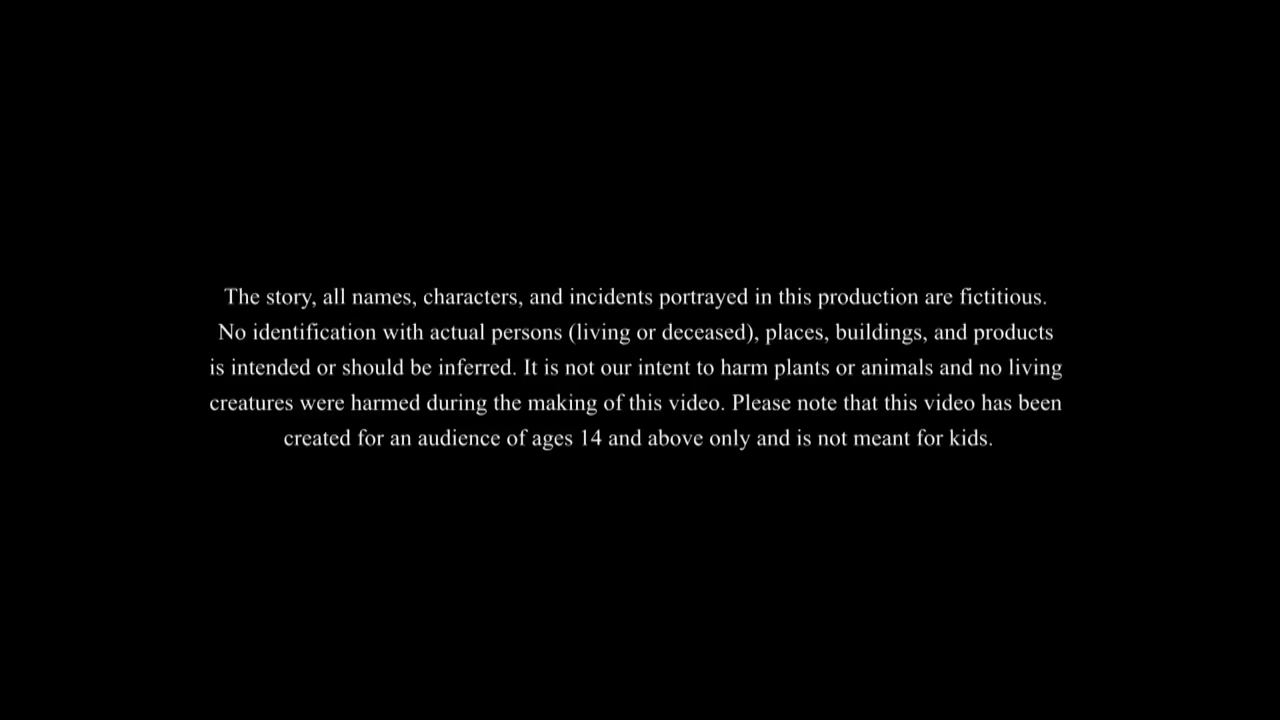 The story, all names, characters, and incidents portrayed in this production are fictitious.
No identification with actual persons (living or deceased), places, buildings, and products
is intended or should be inferred. It is not our intent to harm plants or animals and no living
creatures were harmed during the making of this video. Please note that this video has been
created for an audience of ages 14 and above only and is not meant for kids.